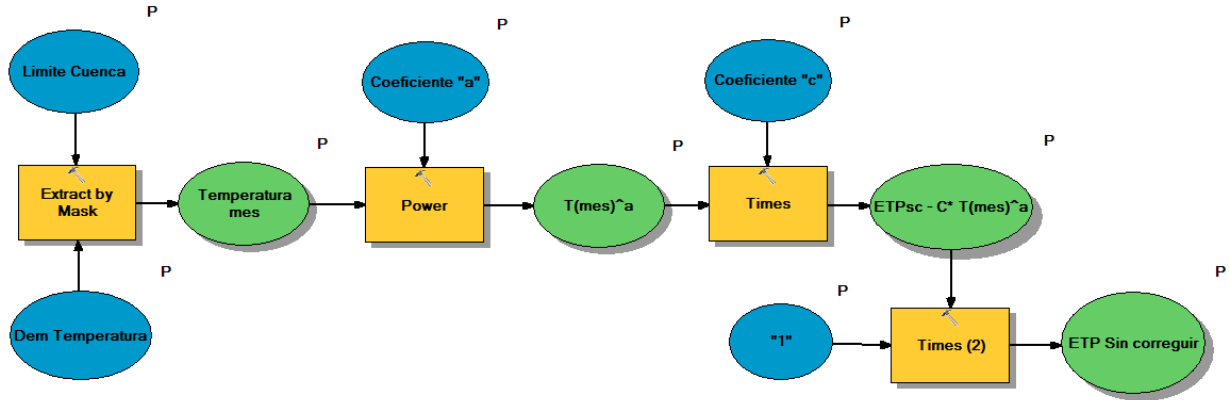 P
P
P
Limite Cuenca
Coeficiente "a"
Coeficiente "c"
P
P
P
Extract by
Mask
Temperatura
mes
Power
T(mes)^a
Times
ETPsc - C* T(mes)^a
P
P
P
Dem Temperatura
"1"
Times (2)
ETP Sin correguir